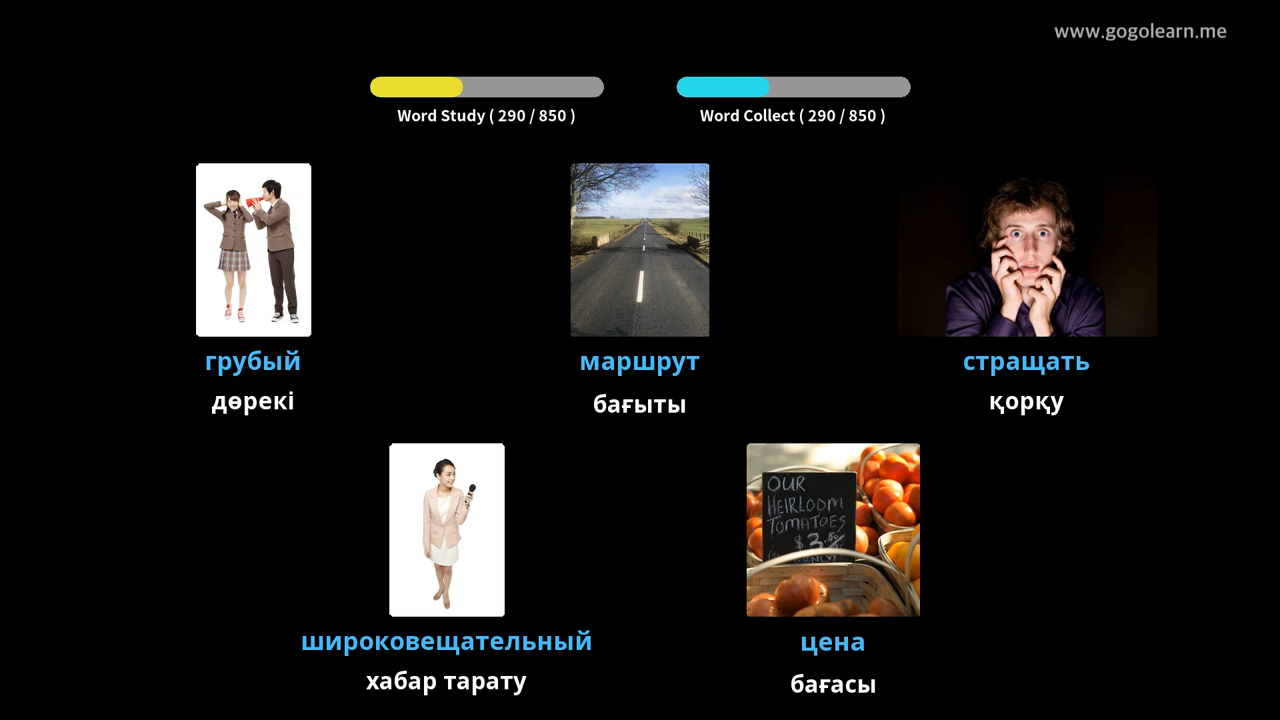 www.gogolearn.me
Word Study ( 290 / 850 )
Word Collect ( 290 / 850 )
грубый
дөрекі
маршрут
бағыты
стращать
қорқу
OUR
HEIRLOOM
TOMATOES
широковещательный
хабар тарату
цена
бағасы